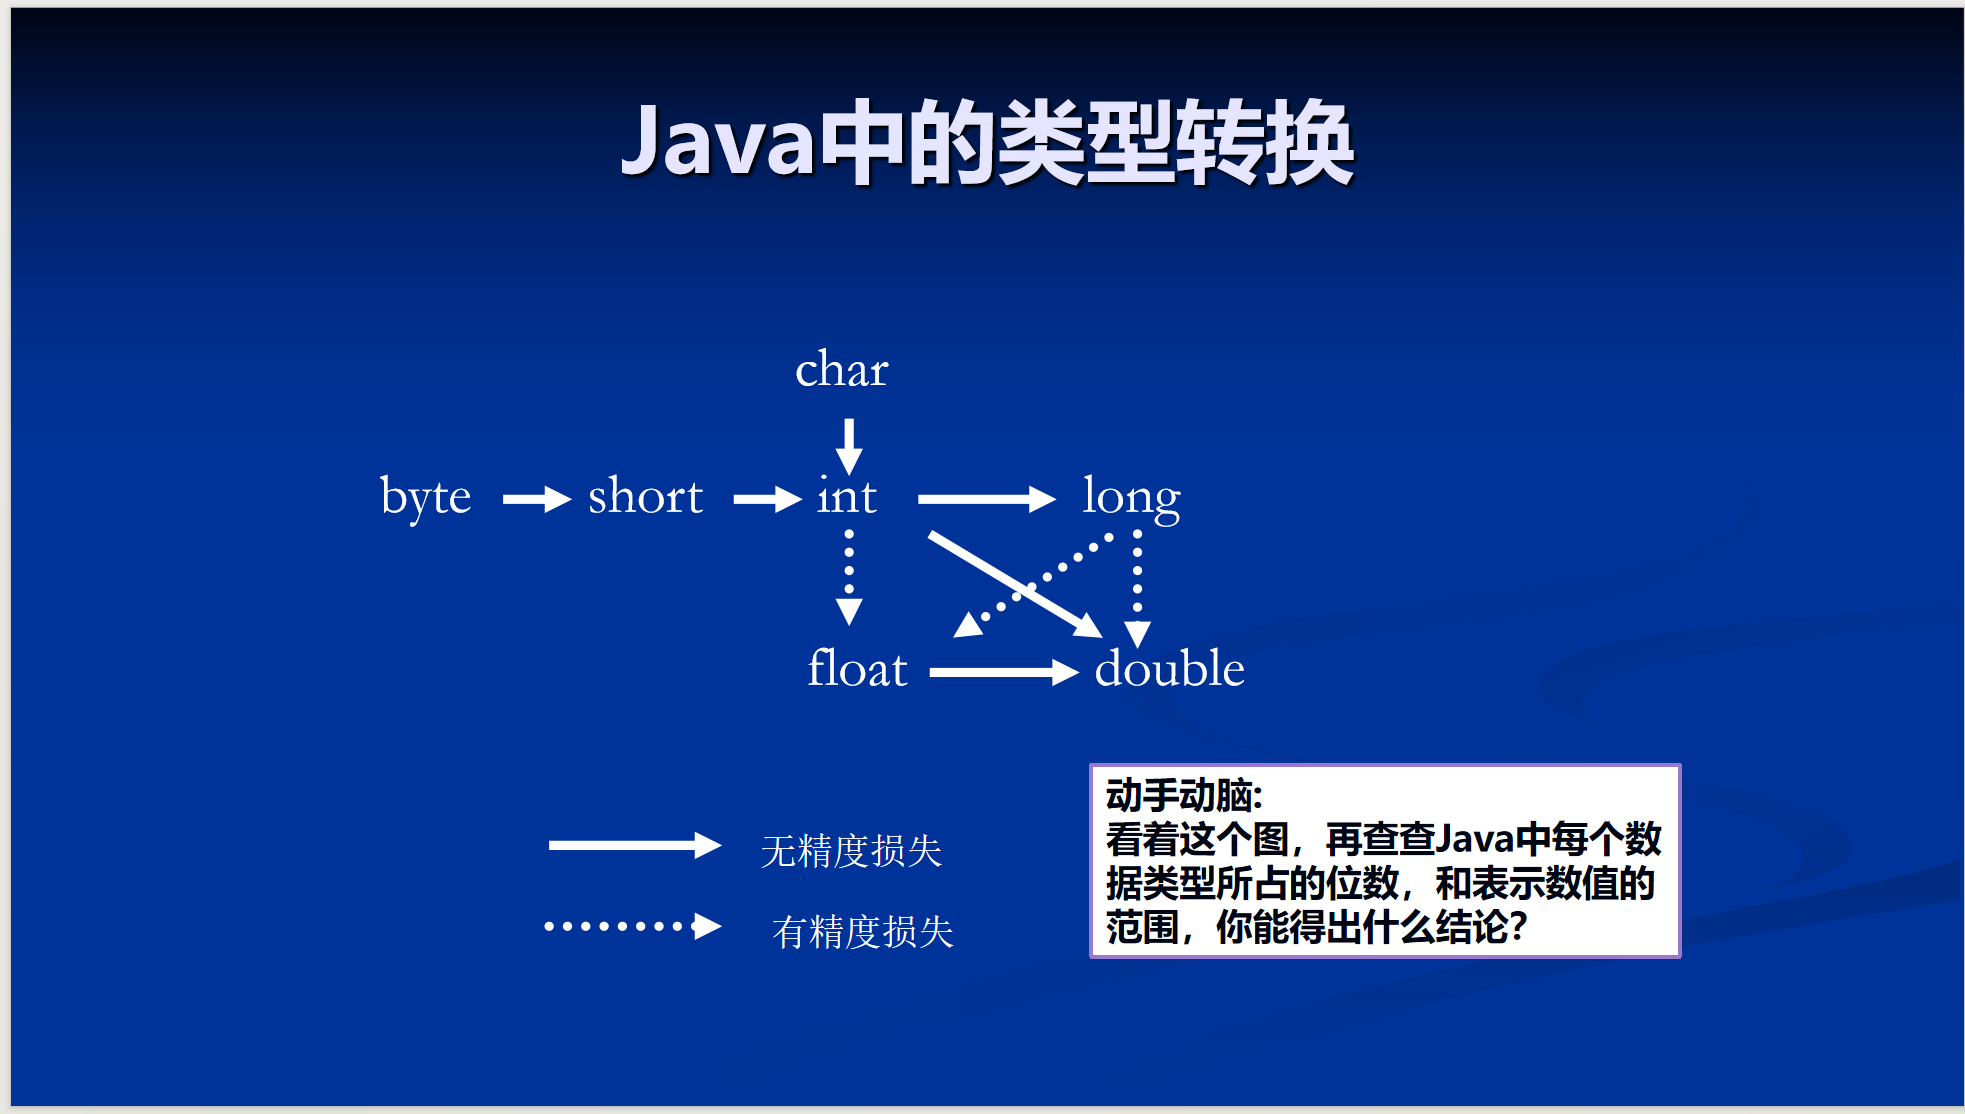 Java中的类型转换
char
byte short int long
float double
无精度损失
有精度损失
动手动脑:
看着这个图，再查查Java中每个数
据类型所占的位数，和表示数值的
范围，你能得出什么结论？